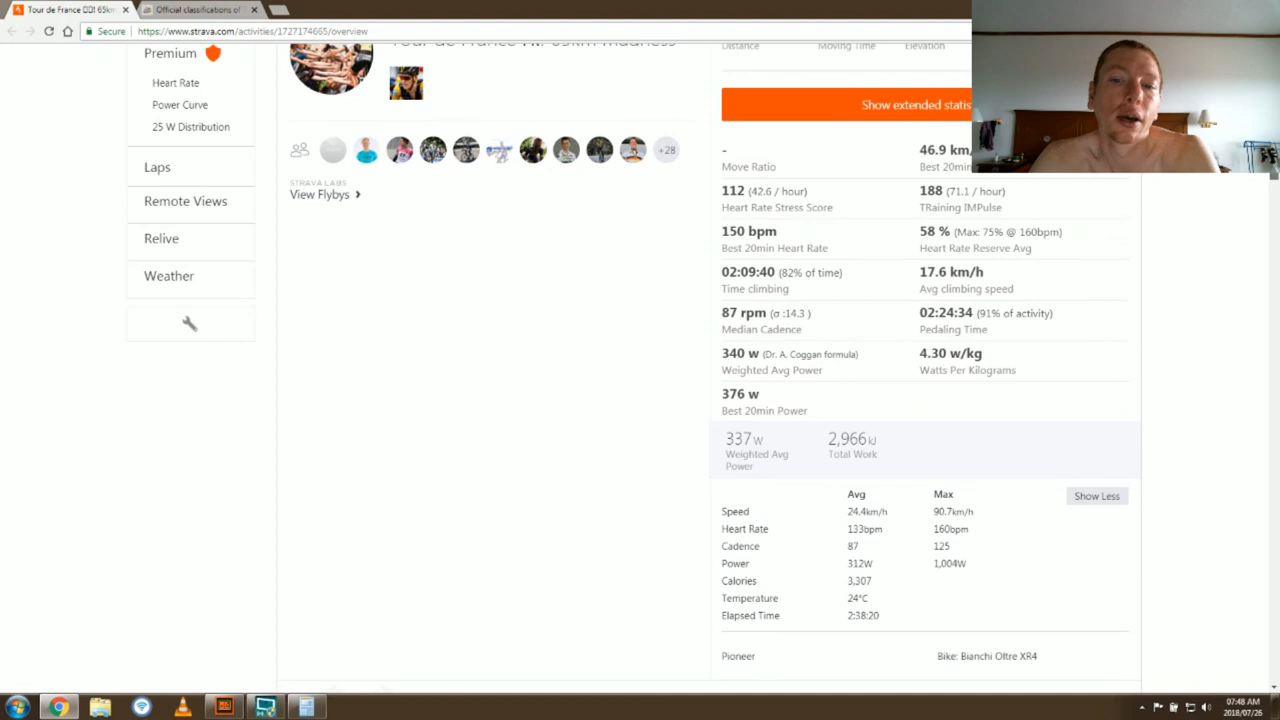 Tour de France 65km
Official classifications of
Secure
https://www.strava.com/activities/1727174665/overview
Premium
Heart Rate
Power Curve
25 W Distribution
Laps
Remote Views
Relive
Weather
+28
STRAVA LABS
View Flybys
Distance Moving Time Elevation
Show extended statis
- 46.9 km/
Move Ratio Best 20min
112 (42.6 / hour) 188 (71.1 / hour)
Heart Rate Stress Score TRaining IMPulse
150 bpm 58 % (Max: 75% @ 160bpm)
Best 20min Heart Rate Heart Rate Reserve Avg
02:09:40 (82% of time) 17.6 km/h
Time climbing Avg climbing speed
87 rpm (σ :14.3 ) 02:24:34 (91% of activity)
Median Cadence Pedaling Time
340 w (Dr. A. Coggan formula) 4.30 w/kg
Weighted Avg Power Watts Per Kilograms
376 w
Best 20min Power
337 W 2,966 kJ
Weighted Avg Total Work
Power
Avg Max
Show Less
Speed 24.4km/h 90.7km/h
Heart Rate 133bpm 160bpm
Cadence 87 125
Power 312W 1,004W
Calories 3,307
Temperature 24°C
Elapsed Time 2:38:20
Pioneer Bike: Bianchi Oltre XR4
07:48 AM
2018/07/26